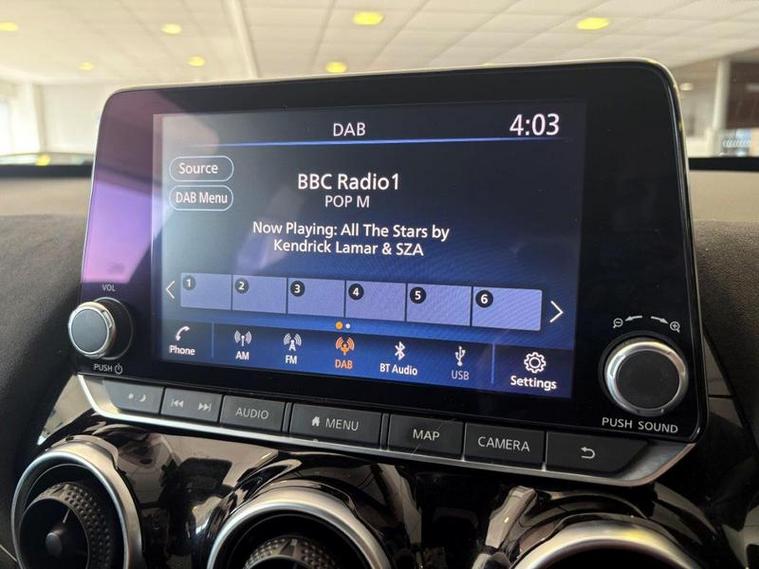 DAB
4:03
Source
DAB Menu
BBC Radio1
POP M
Now Playing: All The Stars by
Kendrick Lamar & SZA
1 2 3 4 5 6
Phone AM FM DAB BT Audio USB Settings
VOL
PUSH
PUSH SOUND
AUDIO MENU MAP CAMERA